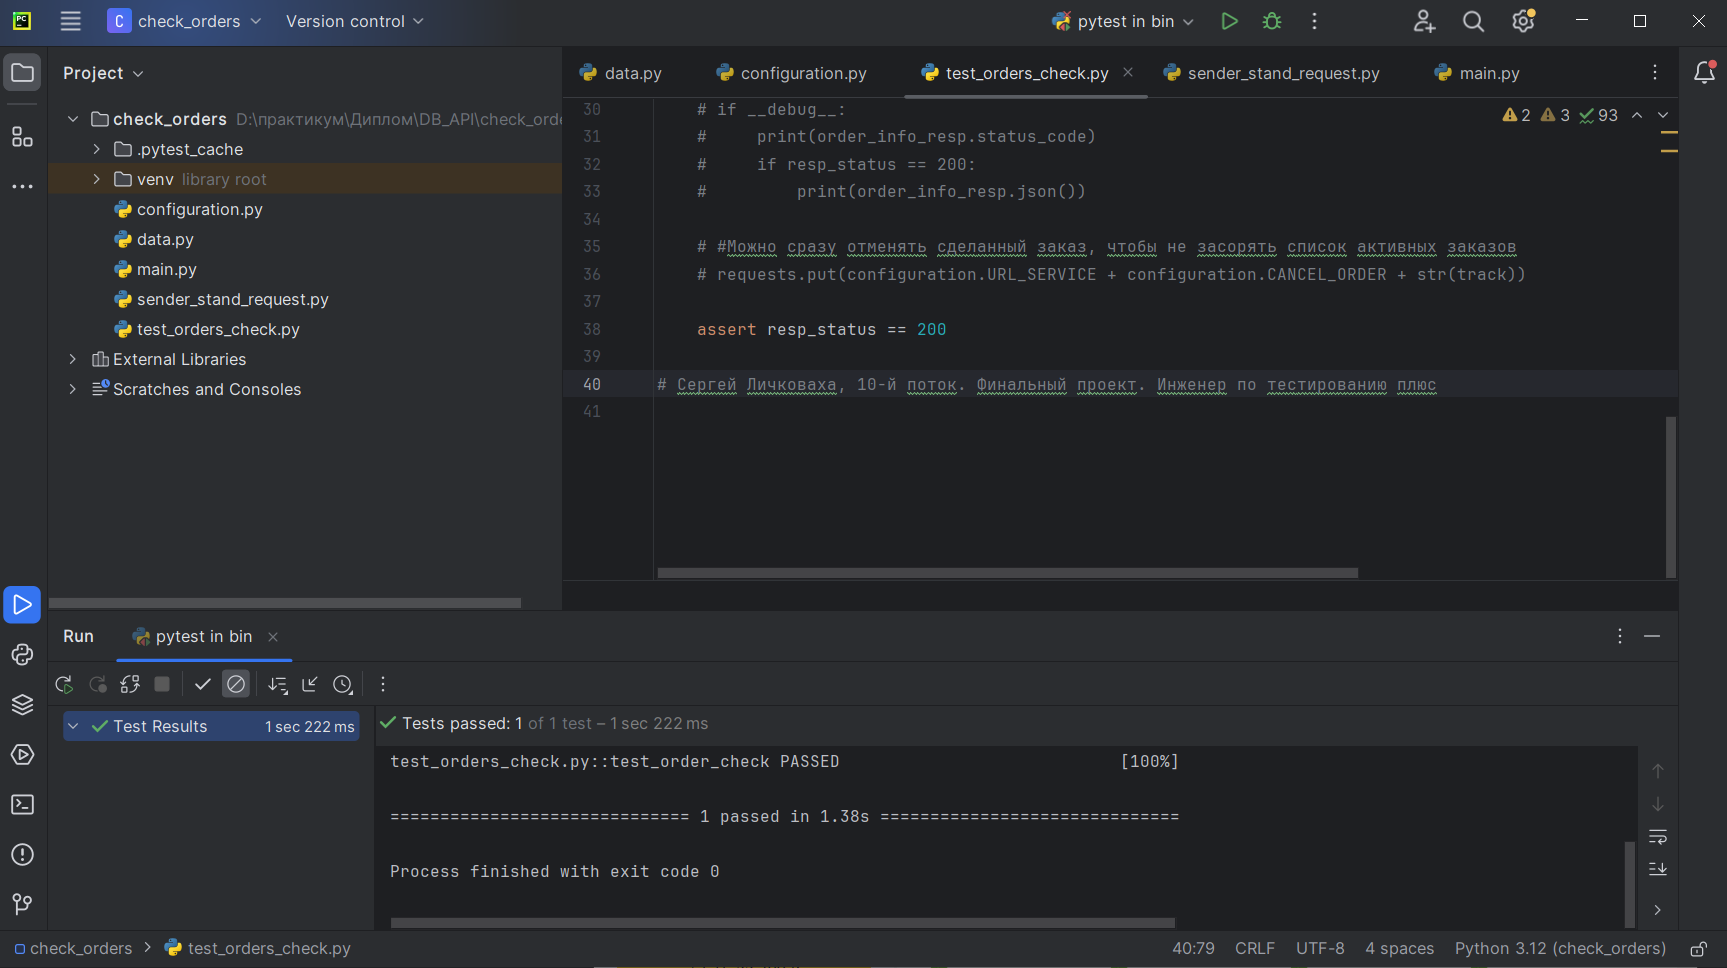 PC
C check_orders Version control pytest in bin
Project
data.py configuration.py test_orders_check.py sender_stand_request.py main.py
check_orders D:\практикум\Диплом\DB_API\check_orde
.pytest_cache
venv library root
configuration.py
data.py
main.py
sender_stand_request.py
test_orders_check.py
External Libraries
Scratches and Consoles
2 3 93
30 # if __debug__:
31 # print(order_info_resp.status_code)
32 # if resp_status == 200:
33 # print(order_info_resp.json())
34
35 # #Можно сразу отменять сделанный заказ, чтобы не засорять список активных заказов
36 # requests.put(configuration.URL_SERVICE + configuration.CANCEL_ORDER + str(track))
37
38 assert resp_status == 200
39
40 # Сергей Личковаха, 10-й поток. Финальный проект. Инженер по тестированию плюс
41
Run pytest in bin
Test Results 1 sec 222 ms
Tests passed: 1 of 1 test – 1 sec 222 ms
test_orders_check.py::test_order_check PASSED [100%]
============================== 1 passed in 1.38s ==============================
Process finished with exit code 0
check_orders test_orders_check.py 40:79 CRLF UTF-8 4 spaces Python 3.12 (check_orders)